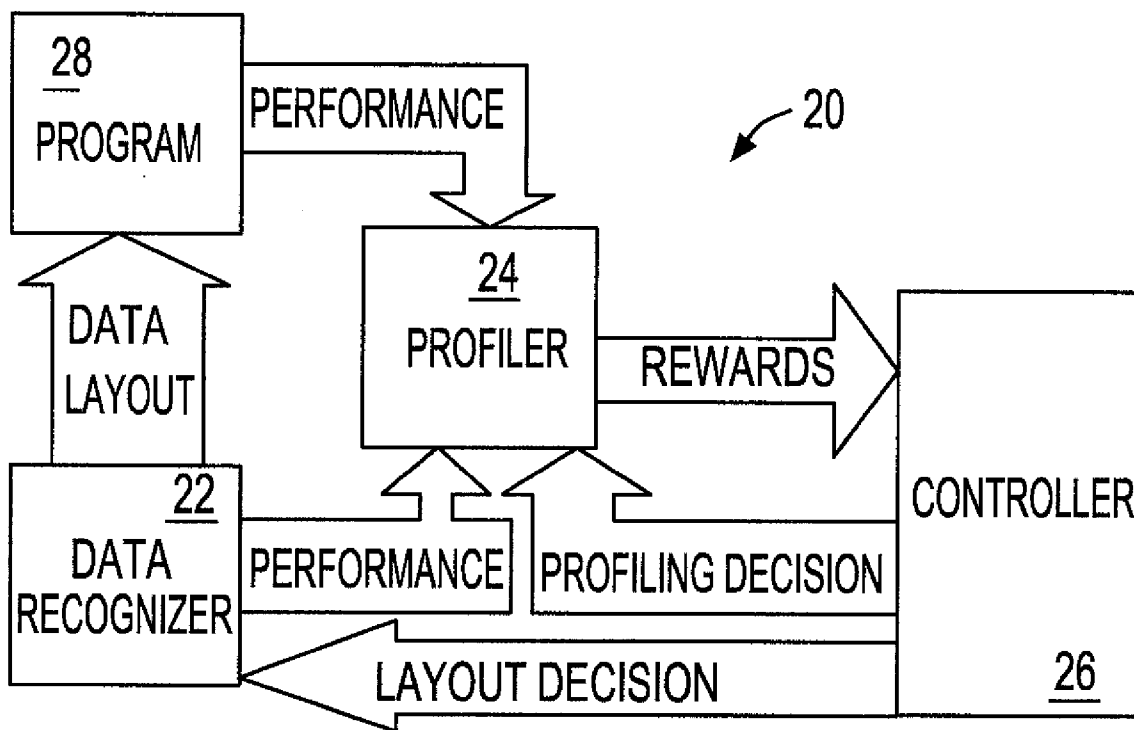 28
PROGRAM
PERFORMANCE
20
24
PROFILER
DATA
LAYOUT
REWARDS
CONTROLLER
22
DATA
RECOGNIZER
PERFORMANCE
PROFILING DECISION
LAYOUT DECISION
26